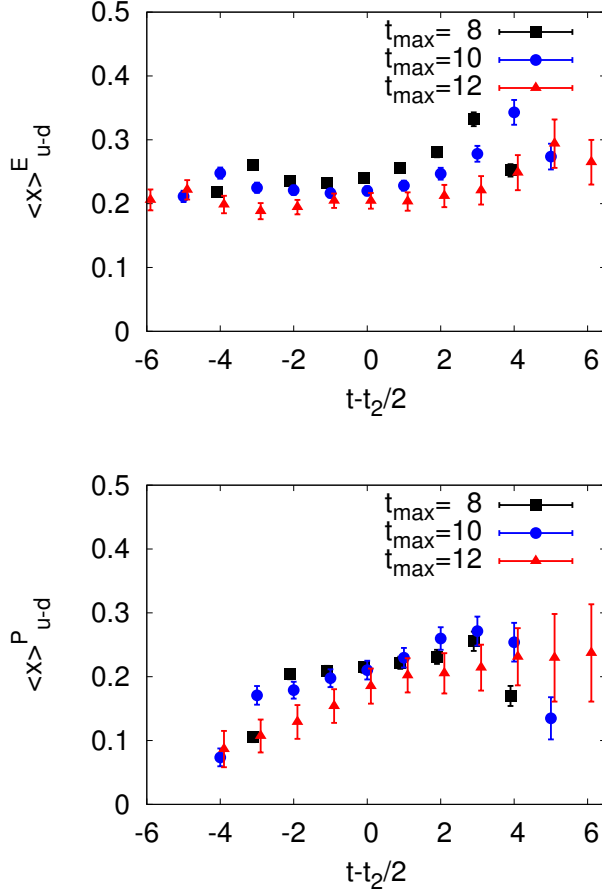 0.5
0.4
0.3
0.2
0.1
0
<x>^E_{u-d}
t_max= 8
t_max=10
t_max=12
-6 -4 -2 0 2 4 6
t-t_2/2
0.5
0.4
0.3
0.2
0.1
0
<x>^P_{u-d}
t_max= 8
t_max=10
t_max=12
-6 -4 -2 0 2 4 6
t-t_2/2